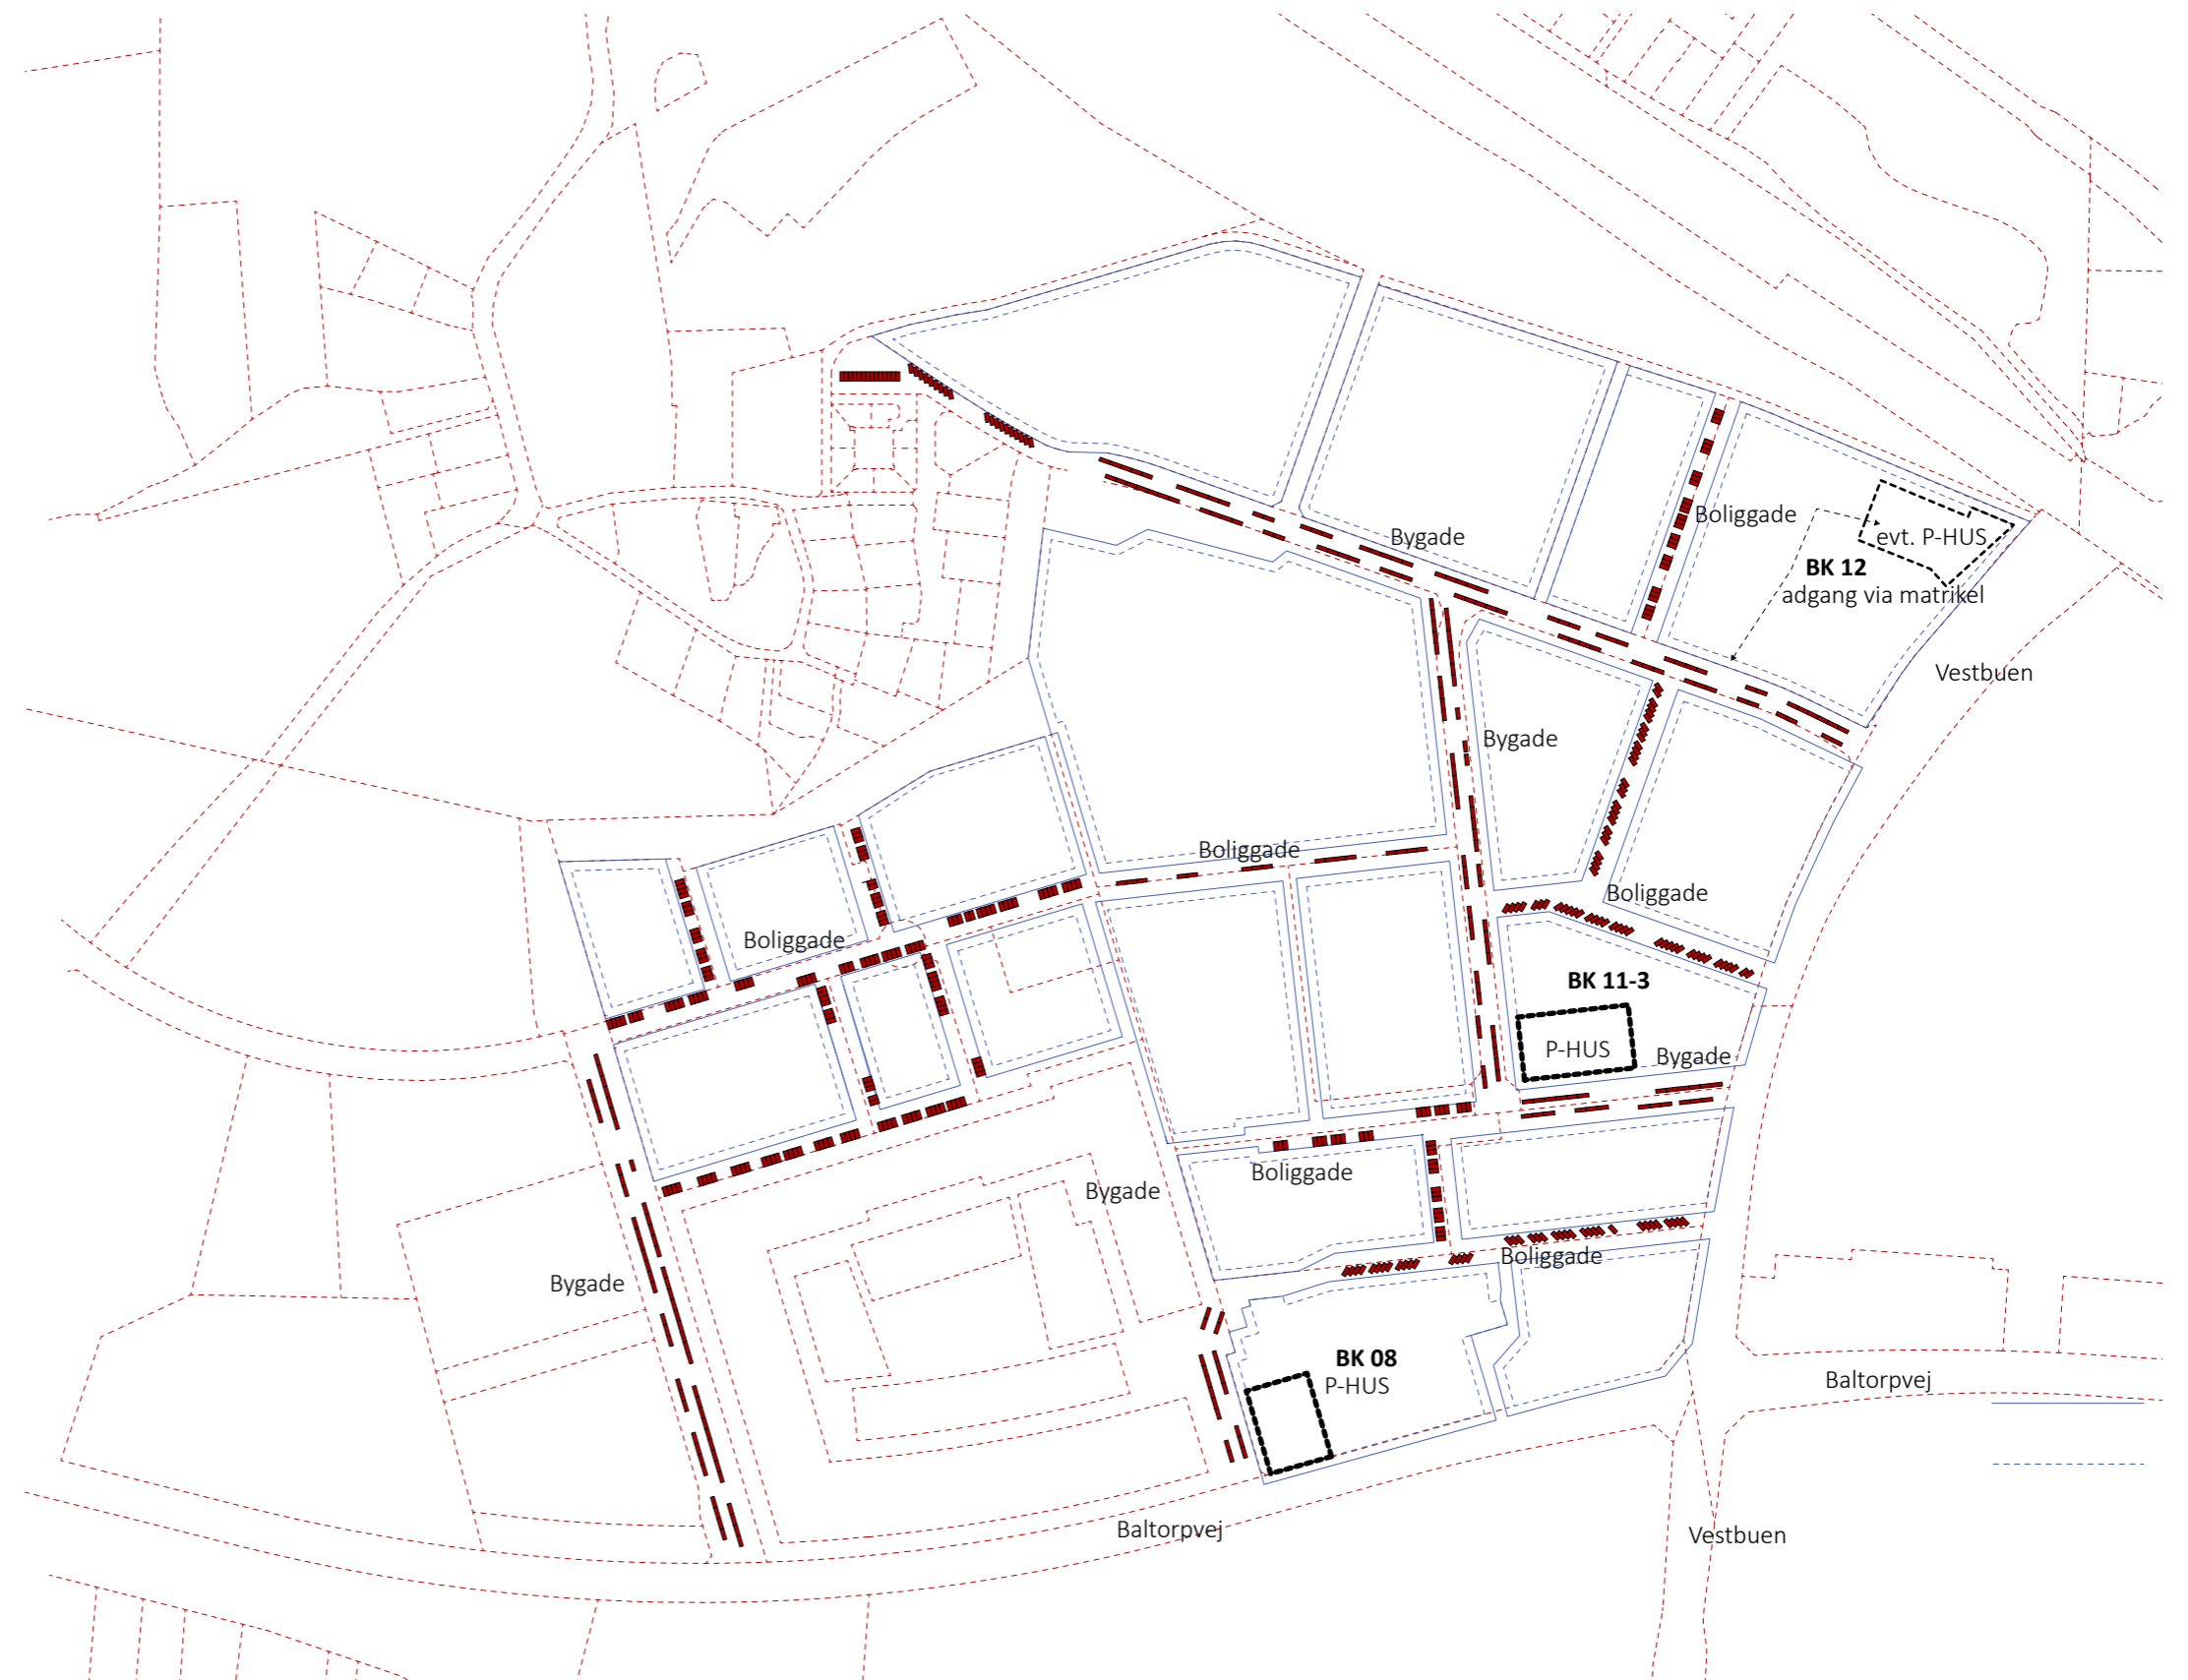 Boliggade
Bygade
evt. P-HUS
BK 12
adgang via matrikel
Vestbuen
Bygade
Boliggade
Boliggade
Boliggade
BK 11-3
P-HUS
Bygade
Boliggade
Bygade
Boliggade
Bygade
BK 08
P-HUS
Baltorpvej
Baltorpvej
Vestbuen